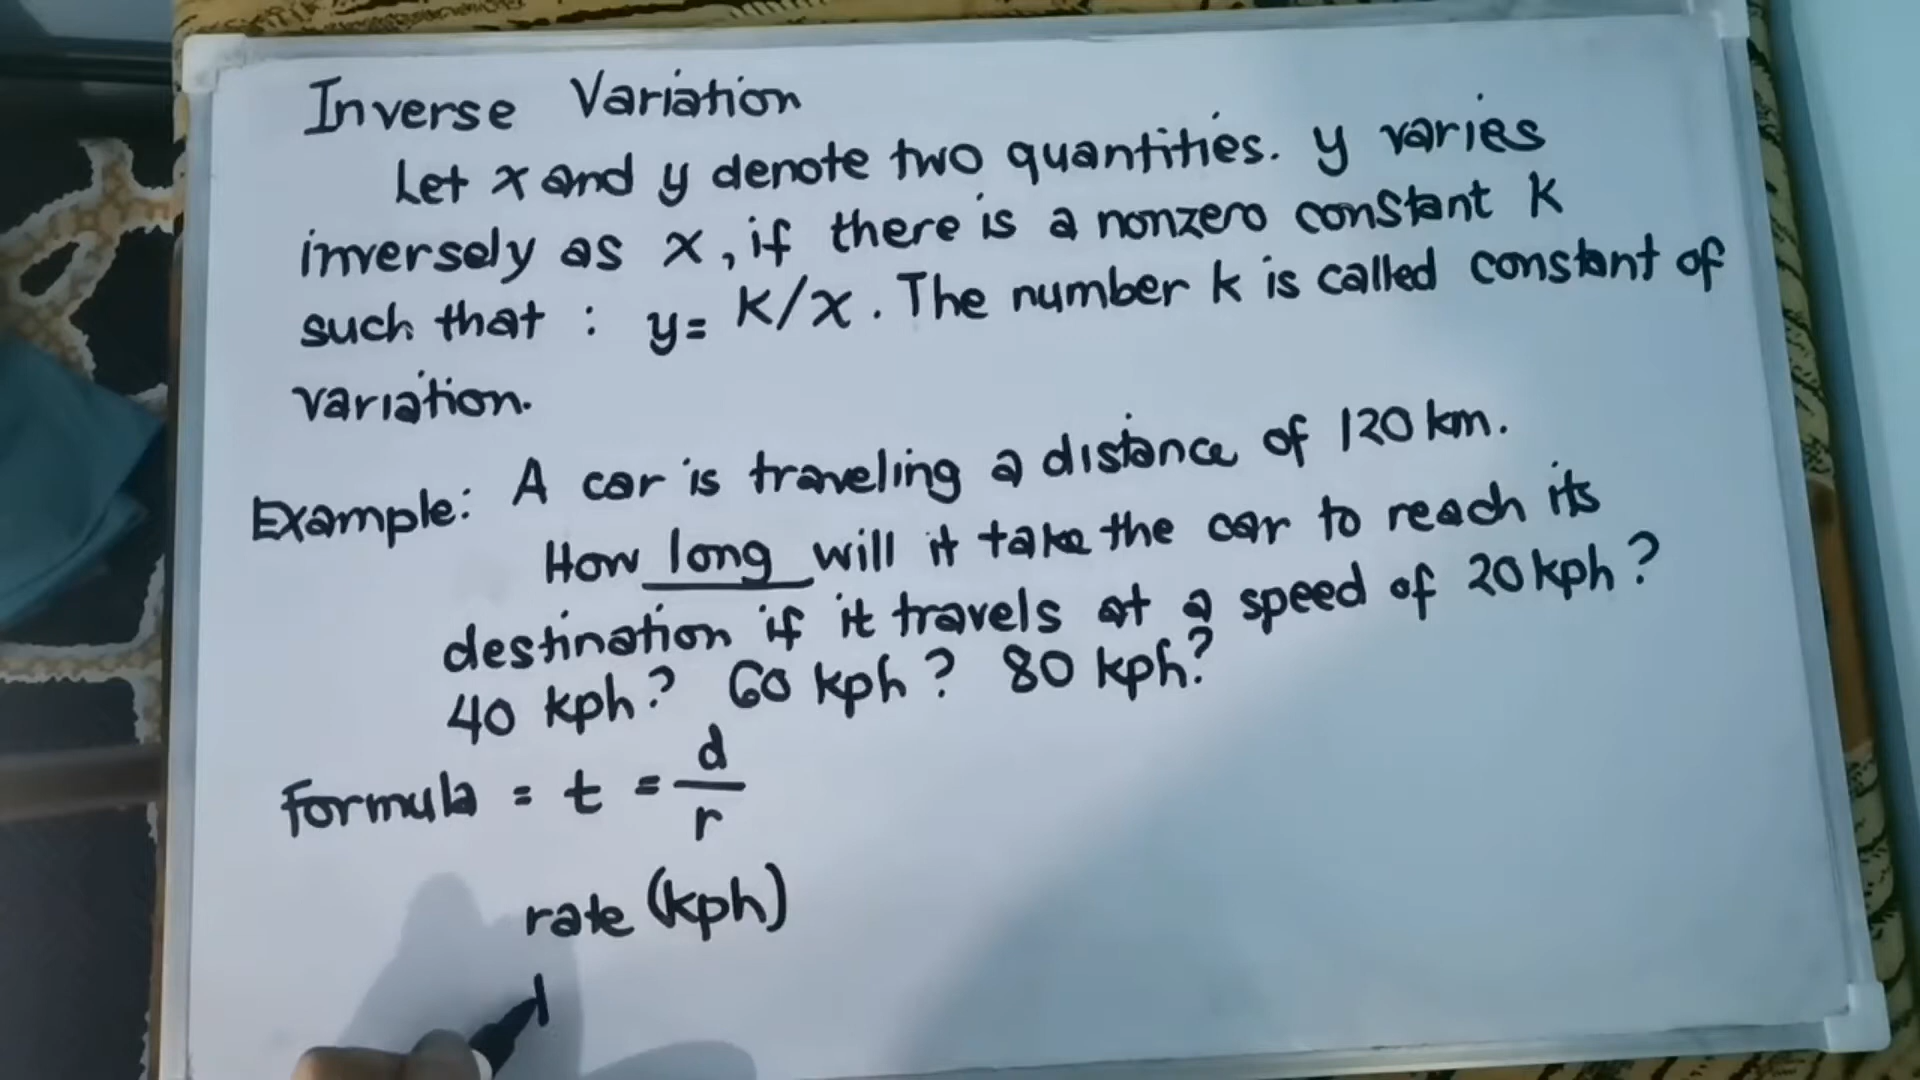 Inverse Variation
Let x and y denote two quantities. y varies
inversely as x, if there is a nonzero constant k
such that : y= k/x. The number k is called constant of
variation.
Example: A car is traveling a distance of 120 km.
How long will it take the car to reach its
destination if it travels at a speed of 20 kph?
40 kph? 60 kph? 80 kph?
Formula = t = d/r
rate (kph)